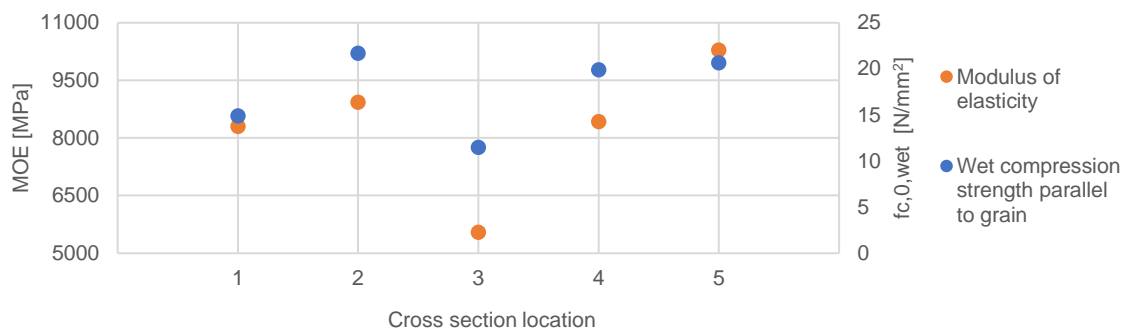 11000
9500
8000
6500
5000
MOE [MPa]
25
20
15
10
5
0
fc,0,wet [N/mm²]
1 2 3 4 5
Cross section location
Modulus of
elasticity
Wet compression
strength parallel
to grain